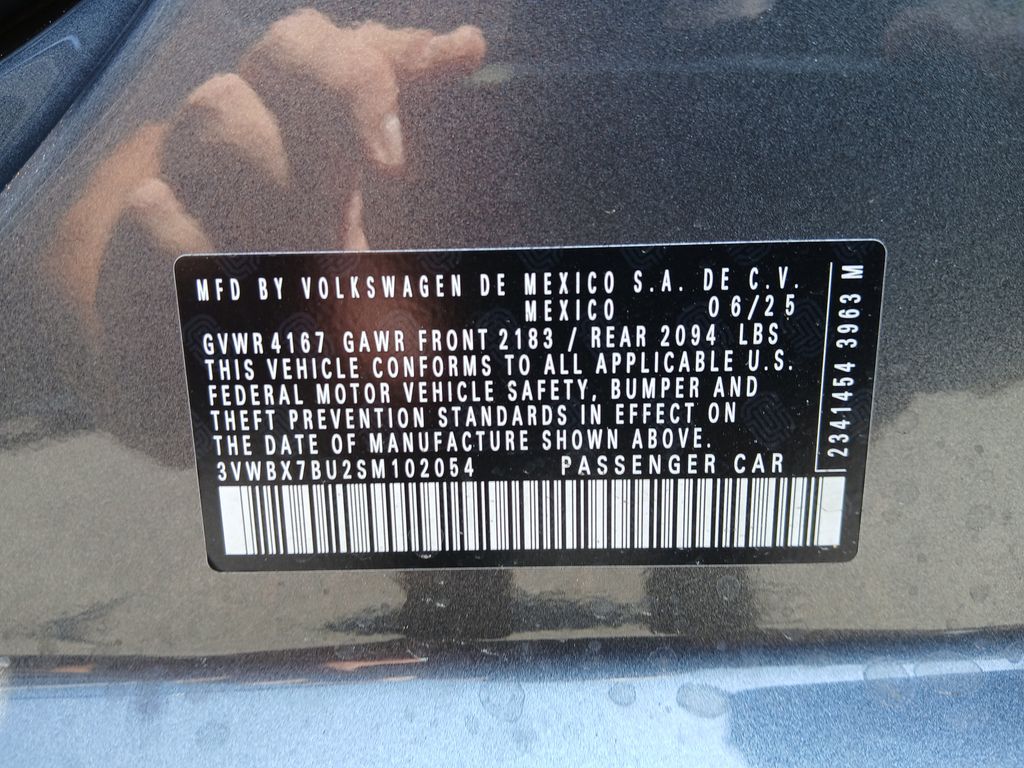 MFD BY VOLKSWAGEN DE MEXICO S.A. DE C.V.
MEXICO 06/25
GVWR 4167 GAWR FRONT 2183 / REAR 2094 LBS
THIS VEHICLE CONFORMS TO ALL APPLICABLE U.S.
FEDERAL MOTOR VEHICLE SAFETY, BUMPER AND
THEFT PREVENTION STANDARDS IN EFFECT ON
THE DATE OF MANUFACTURE SHOWN ABOVE.
3VWBX7BU2SM102054 PASSENGER CAR
2341454 3963 M